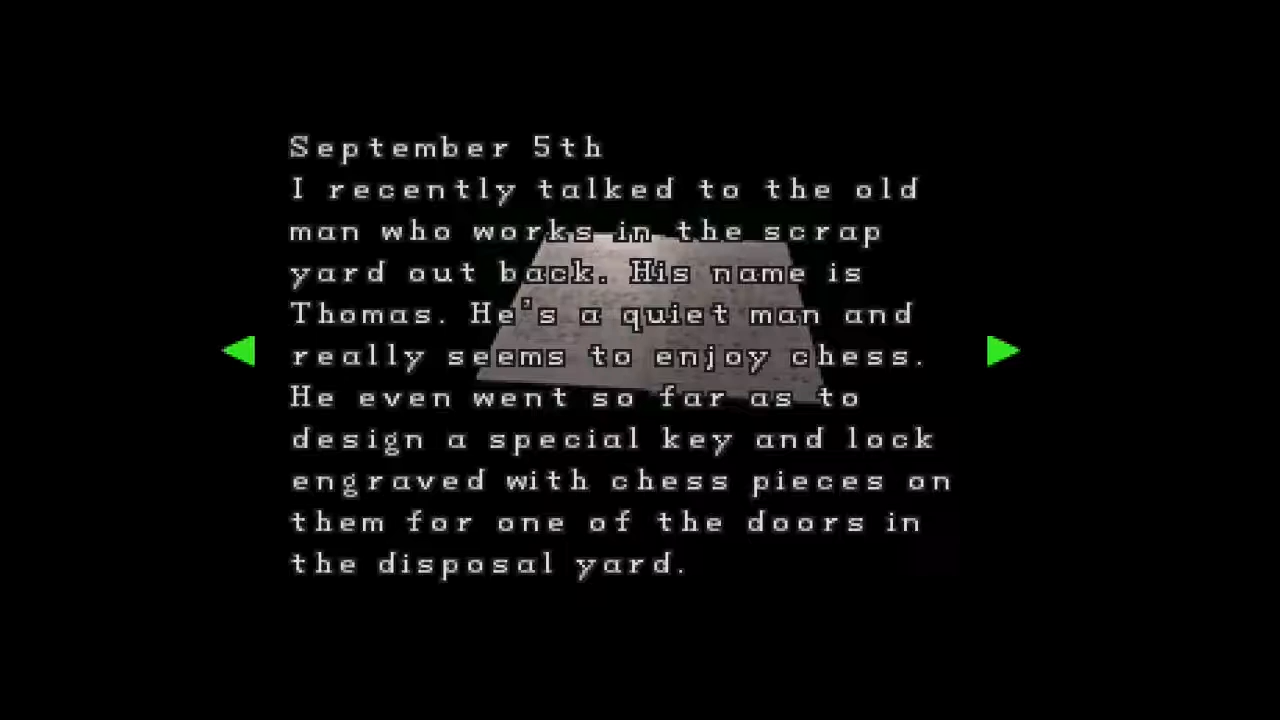 September 5th
I recently talked to the old
man who works in the scrap
yard out back. His name is
Thomas. He's a quiet man and
really seems to enjoy chess.
He even went so far as to
design a special key and lock
engraved with chess pieces on
them for one of the doors in
the disposal yard.